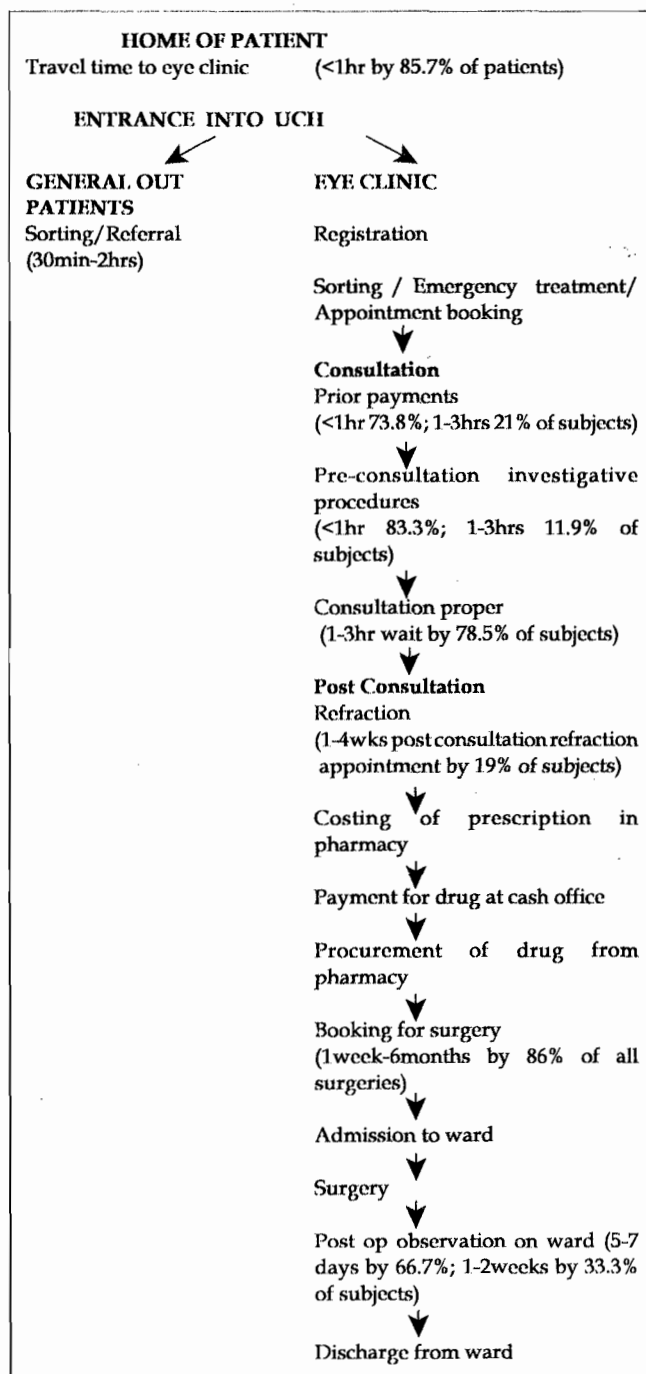 HOME OF PATIENT
Travel time to eye clinic (<1hr by 85.7% of patients)
ENTRANCE INTO UCH
GENERAL OUT
PATIENTS
Sorting/Referral
(30min-2hrs)
EYE CLINIC
Registration
Sorting / Emergency treatment/
Appointment booking
Consultation
Prior payments
(<1hr 73.8%; 1-3hrs 21% of subjects)
Pre-consultation investigative
procedures
(<1hr 83.3%; 1-3hrs 11.9% of
subjects)
Consultation proper
(1-3hr wait by 78.5% of subjects)
Post Consultation
Refraction
(1-4wks post consultation refraction
appointment by 19% of subjects)
Costing of prescription in
pharmacy
Payment for drug at cash office
Procurement of drug from
pharmacy
Booking for surgery
(1week-6months by 86% of all
surgeries)
Admission to ward
Surgery
Post op observation on ward (5-7
days by 66.7%; 1-2weeks by 33.3%
of subjects)
Discharge from ward